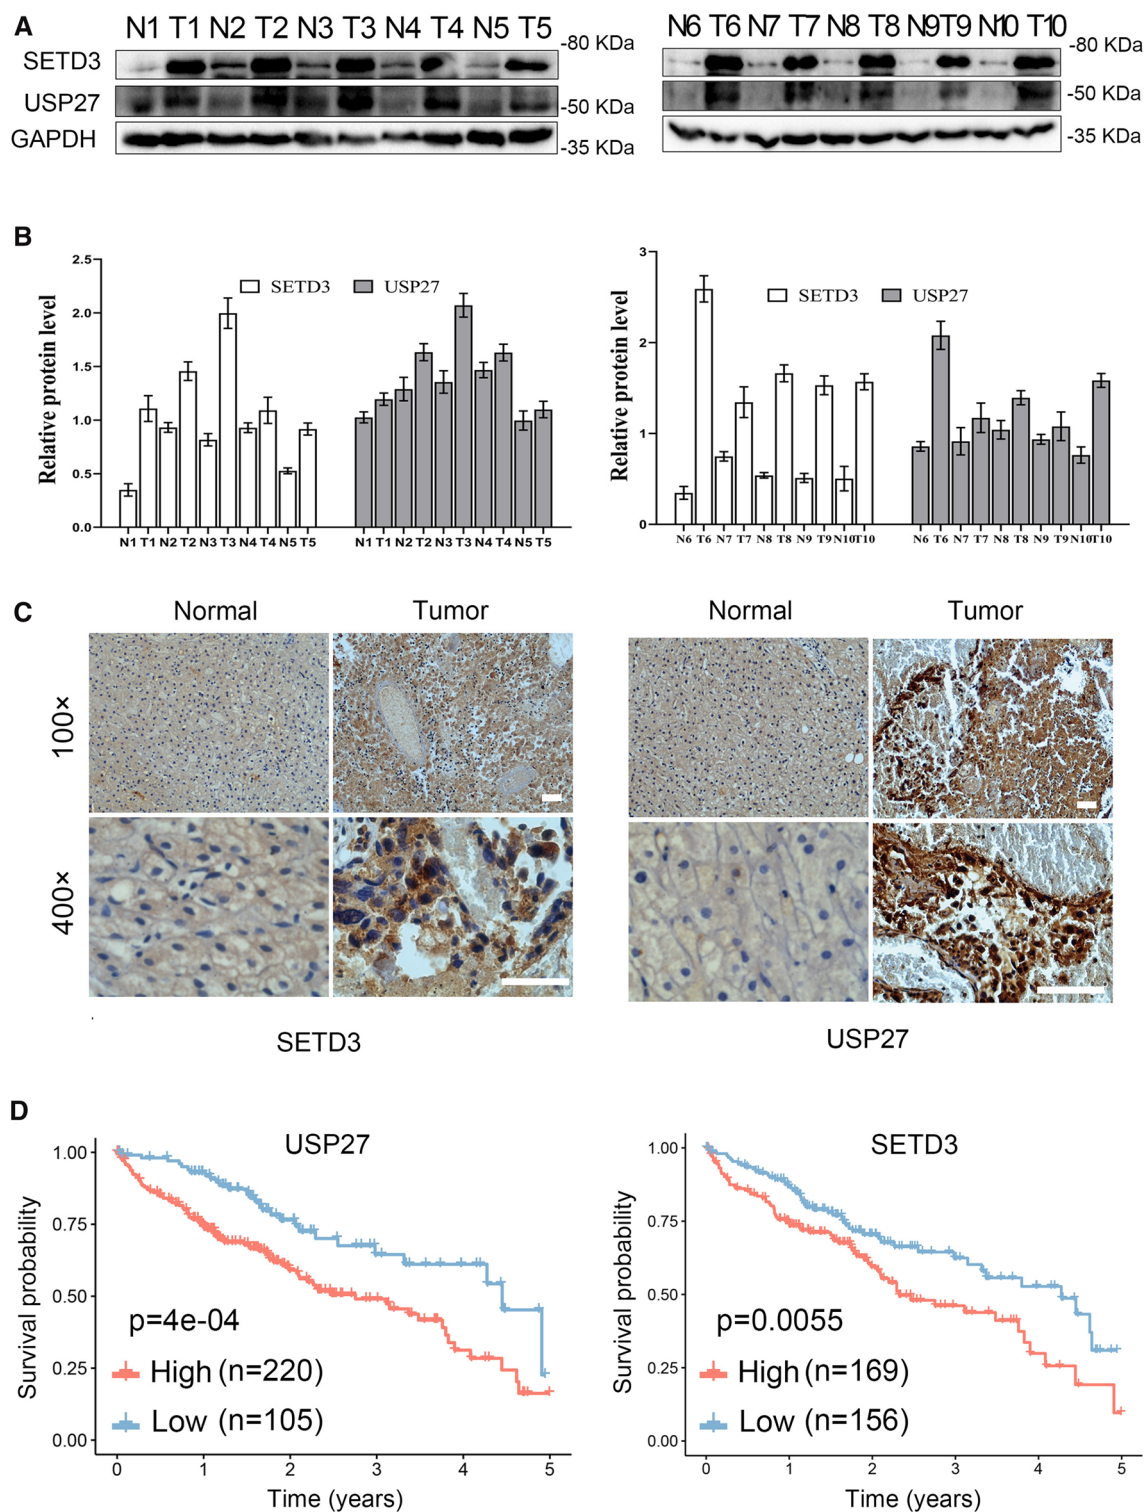 A
N1 T1 N2 T2 N3 T3 N4 T4 N5 T5
N6 T6 N7 T7 N8 T8 N9 T9 N10 T10
SETD3
-80 KDa
-80 KDa
USP27
-50 KDa
-50 KDa
GAPDH
-35 KDa
-35 KDa
B
Relative protein level
2.5
2.0
1.5
1.0
0.5
0.0
SETD3 USP27
N1 T1 N2 T2 N3 T3 N4 T4 N5 T5 N1 T1 N2 T2 N3 T3 N4 T4 N5 T5
Relative protein level
3
2
1
0
SETD3 USP27
N6 T6 N7 T7 N8 T8 N9 T9 N10 T10 N6 T6 N7 T7 N8 T8 N9 T9 N10 T10
C
Normal Tumor
Normal Tumor
100×
400×
SETD3
USP27
D
USP27
Survival probability
1.00
0.75
0.50
0.25
0.00
p=4e-04
High (n=220)
Low (n=105)
0 1 2 3 4 5
Time (years)
SETD3
Survival probability
1.00
0.75
0.50
0.25
0.00
p=0.0055
High (n=169)
Low (n=156)
0 1 2 3 4 5
Time (years)